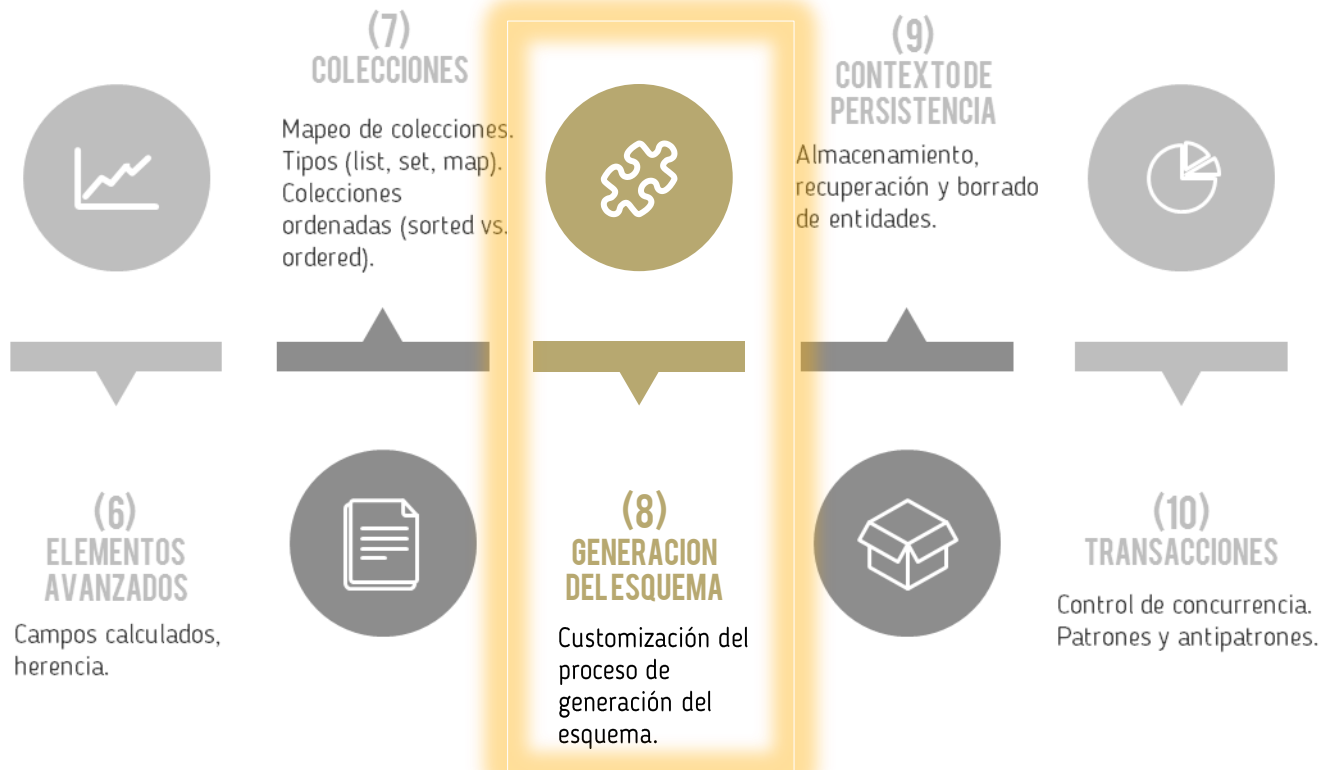 (6)
ELEMENTOS
AVANZADOS
Campos calculados,
herencia.
(7)
COLECCIONES
Mapeo de colecciones.
Tipos (list, set, map).
Colecciones
ordenadas (sorted vs.
ordered).
(8)
GENERACION
DEL ESQUEMA
Customización del
proceso de
generación del
esquema.
(9)
CONTEXTO DE
PERSISTENCIA
Almacenamiento,
recuperación y borrado
de entidades.
(10)
TRANSACCIONES
Control de concurrencia.
Patrones y antipatrones.